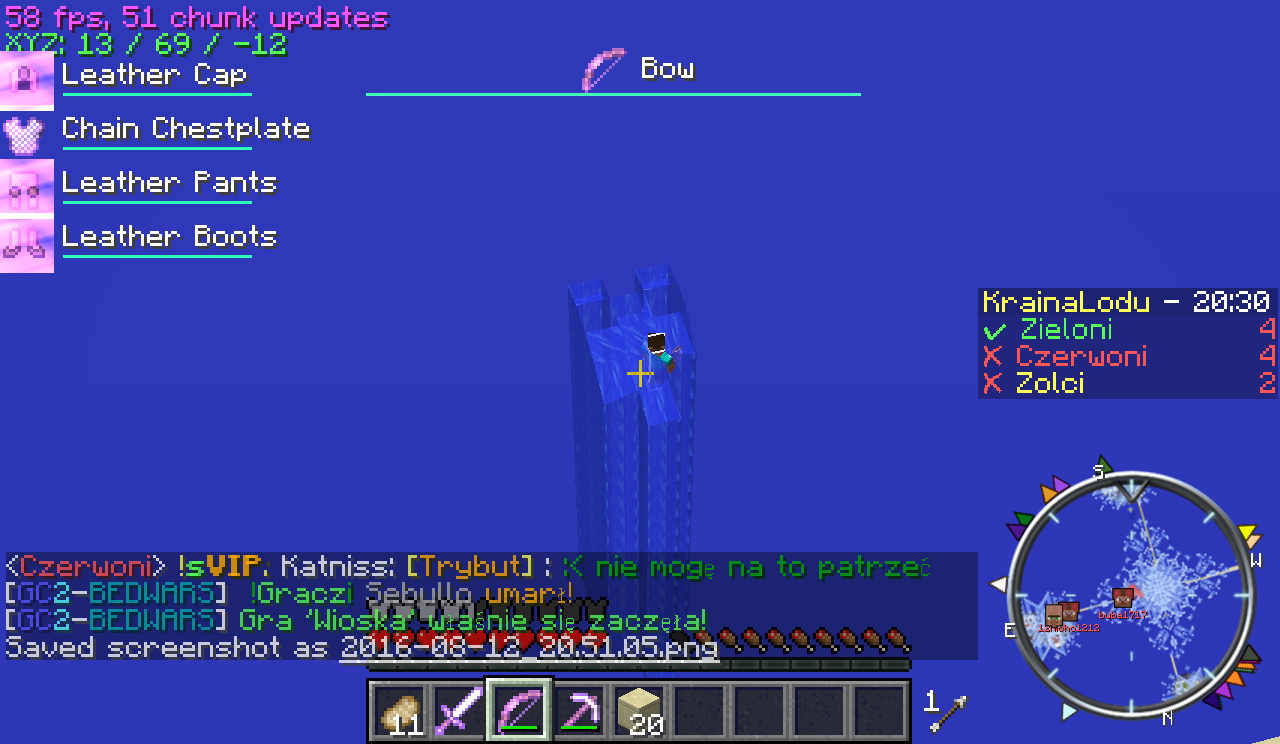 58 fps, 51 chunk updates
XYZ: 13 / 69 / -12
Leather Cap
Bow
Chain Chestplate
Leather Pants
Leather Boots
KrainaLodu - 20:30
✓ Zieloni 4
✗ Czerwoni 4
✗ Zolci 2
S
W
E
N
buba1717
<Czerwoni> !sVIP. Katniss: [Trybut] : :< nie mogę na to patrzeć
[GC2-BEDWARS] !Graczi Sebullo umarł!
[GC2-BEDWARS] Gra 'Wioska' właśnie się zaczęła!
Saved screenshot as 2016-08-12_20.51.05.png
11
20
1